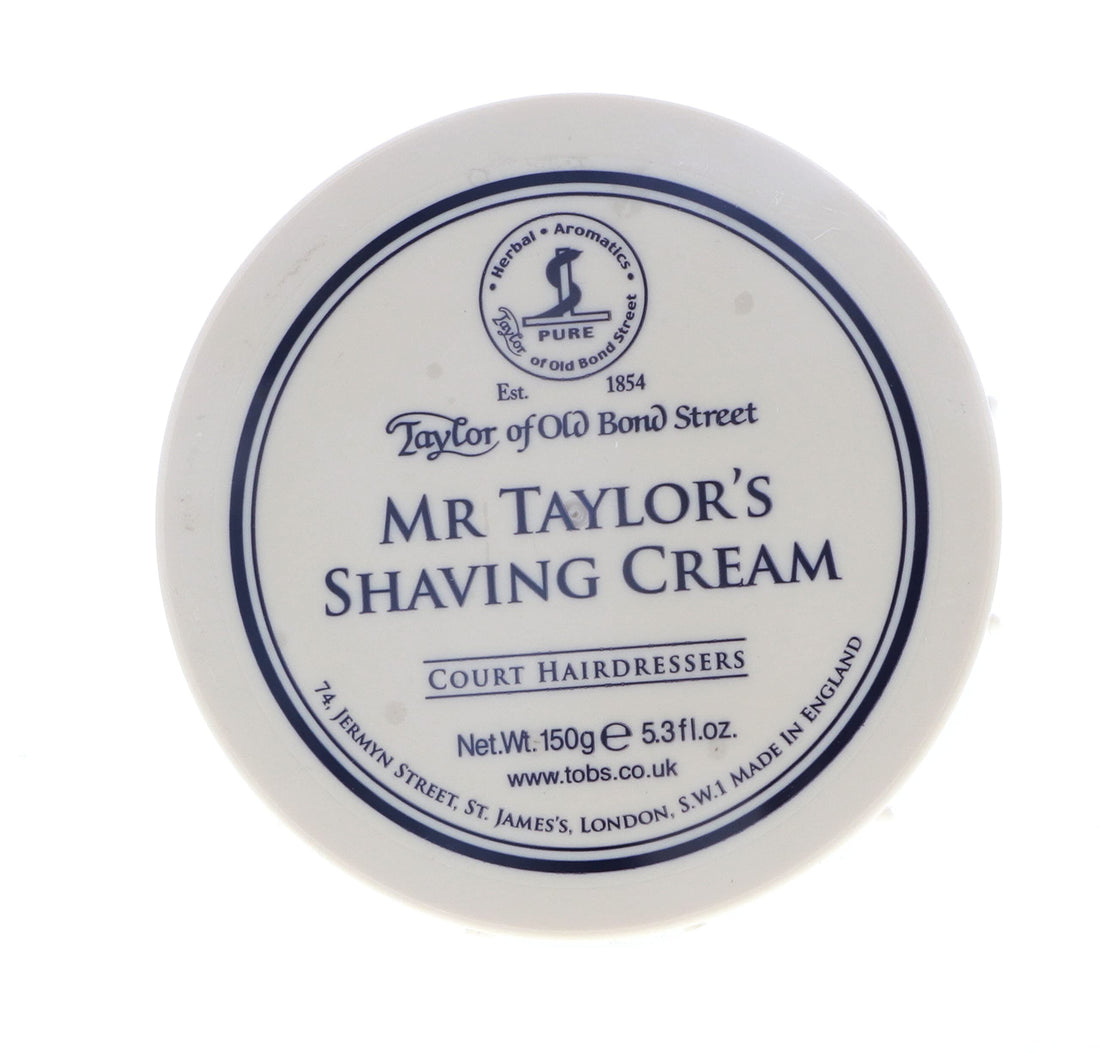 • Herbal • Aromatics •
PURE
Taylor of Old Bond Street
Est. 1854
Taylor of Old Bond Street
MR TAYLOR'S
SHAVING CREAM
COURT HAIRDRESSERS
Net.Wt.150g ℮ 5.3fl.oz.
www.tobs.co.uk
74, JERMYN STREET, ST. JAMES'S, LONDON, S.W.1 MADE IN ENGLAND